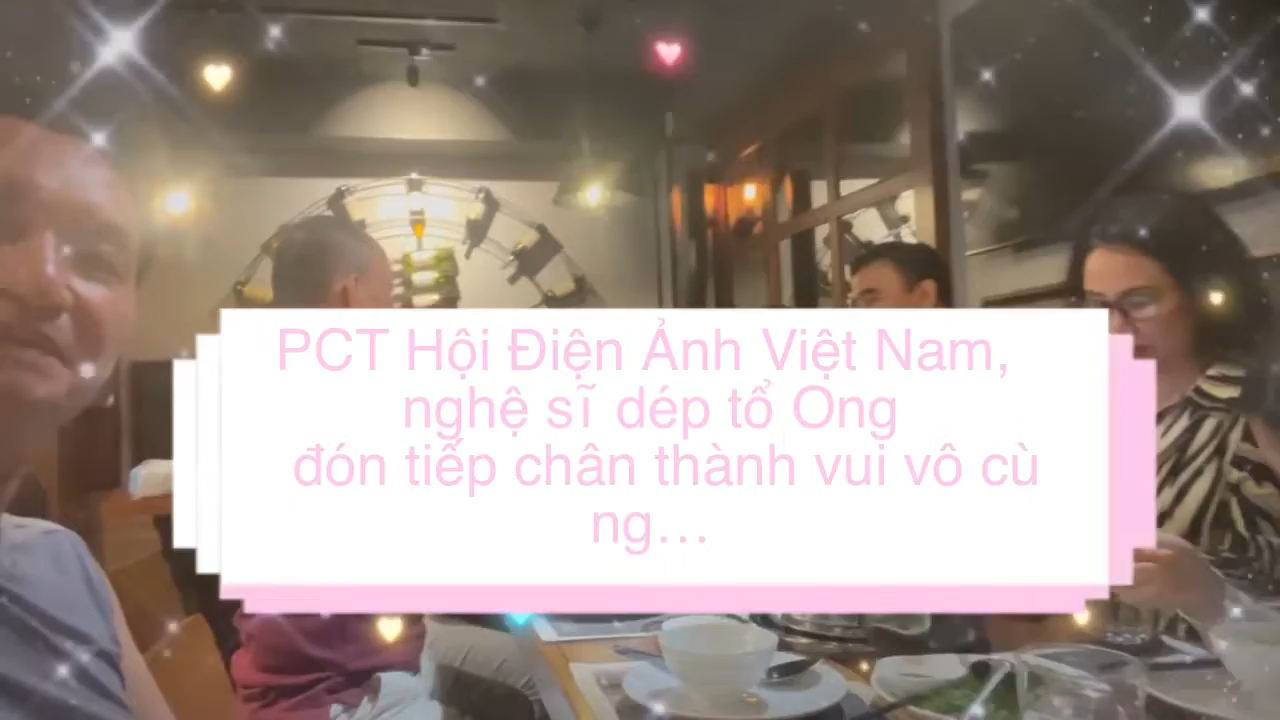 PCT Hội Điện Ảnh Việt Nam,
nghệ sĩ dép tổ Ong
đón tiếp chân thành vui vô cù
ng...